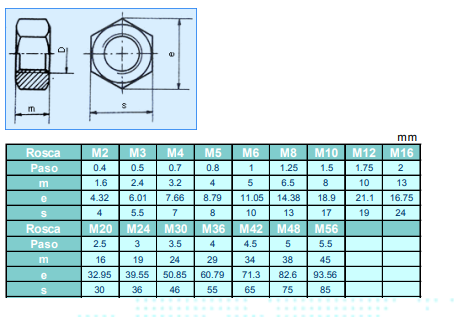 D
e
m
s
mm
Rosca M2 M3 M4 M5 M6 M8 M10 M12 M16
Paso 0.4 0.5 0.7 0.8 1 1.25 1.5 1.75 2
m 1.6 2.4 3.2 4 5 6.5 8 10 13
e 4.32 6.01 7.66 8.79 11.05 14.38 18.9 21.1 16.75
s 4 5.5 7 8 10 13 17 19 24
Rosca M20 M24 M30 M36 M42 M48 M56
Paso 2.5 3 3.5 4 4.5 5 5.5
m 16 19 24 29 34 38 45
e 32.95 39.55 50.85 60.79 71.3 82.6 93.56
s 30 36 46 55 65 75 85